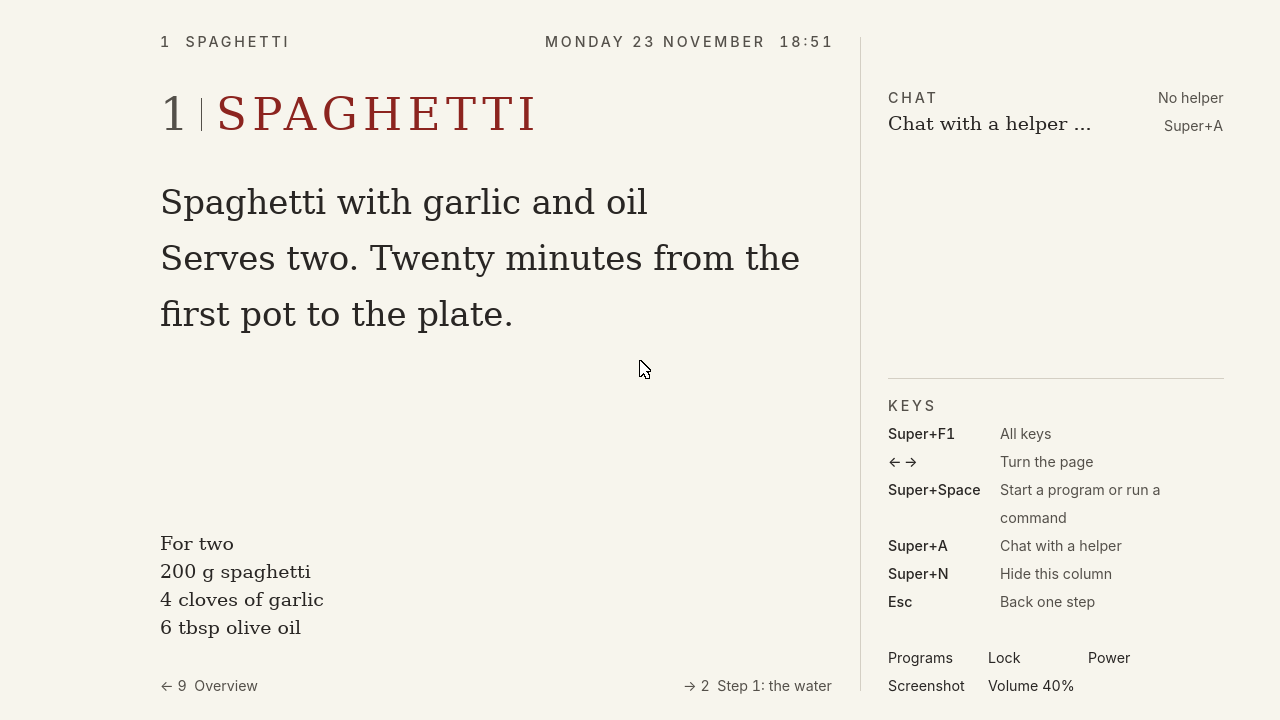 1 SPAGHETTI
MONDAY 23 NOVEMBER 18:51
1 SPAGHETTI
Spaghetti with garlic and oil
Serves two. Twenty minutes from the
first pot to the plate.
For two
200 g spaghetti
4 cloves of garlic
6 tbsp olive oil
← 9 Overview
→ 2 Step 1: the water
CHAT No helper
Chat with a helper ... Super+A
KEYS
Super+F1 All keys
← → Turn the page
Super+Space Start a program or run a
command
Super+A Chat with a helper
Super+N Hide this column
Esc Back one step
Programs Lock Power
Screenshot Volume 40%